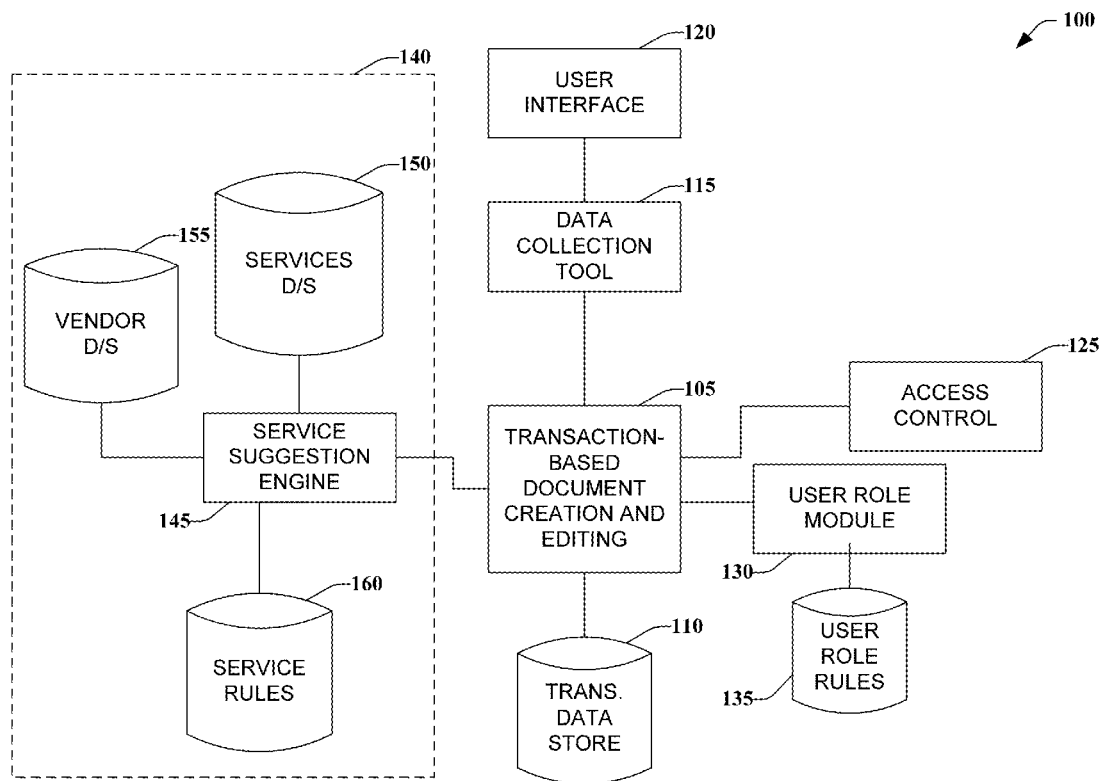 100
120
USER
INTERFACE
140
150
SERVICES
D/S
155
VENDOR
D/S
115
DATA
COLLECTION
TOOL
105
TRANSACTION-
BASED
DOCUMENT
CREATION AND
EDITING
125
ACCESS
CONTROL
SERVICE
SUGGESTION
ENGINE
145
USER ROLE
MODULE
130
160
SERVICE
RULES
110
TRANS.
DATA
STORE
USER
ROLE
RULES
135